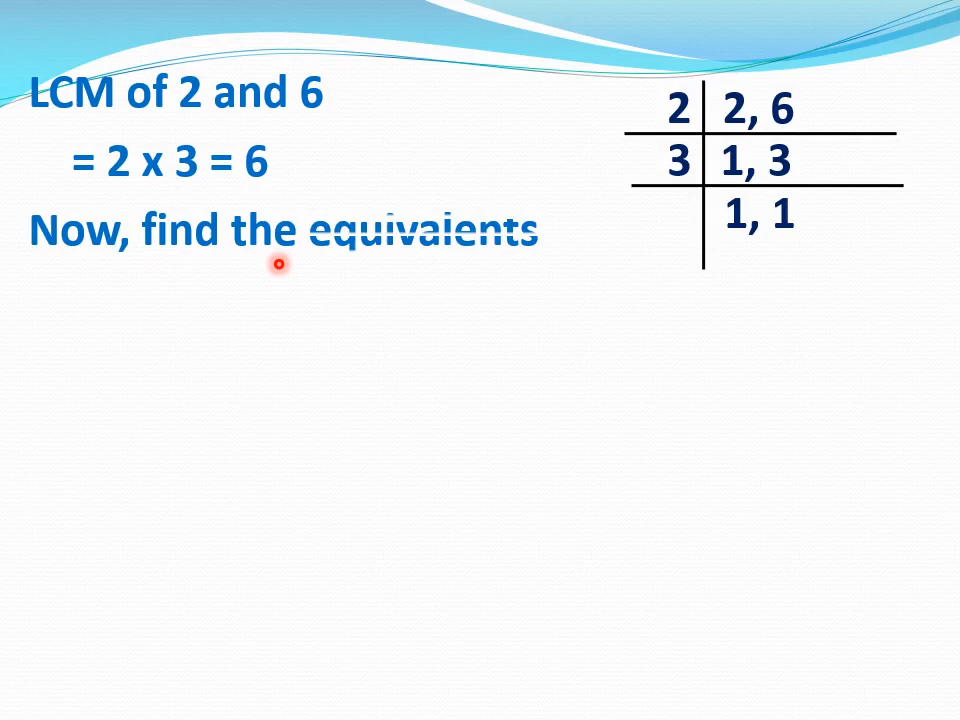 LCM of 2 and 6
= 2 x 3 = 6
Now, find the equivalents
2 2, 6
3 1, 3
1, 1